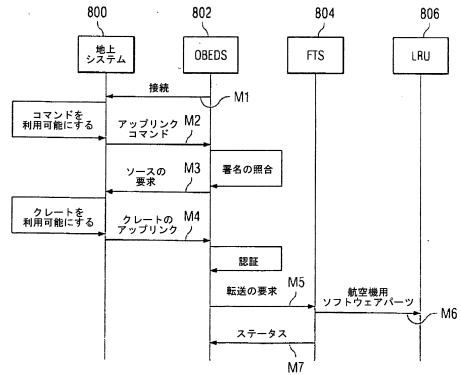 800
802
804
806
地上
システム
OBEDS
FTS
LRU
接続
M1
コマンドを
利用可能にする
アップリンク
コマンド
M2
署名の照合
ソースの
要求
M3
クレートを
利用可能にする
クレートの
アップリンク
M4
認証
転送の要求
M5
航空機用
ソフトウェアパーツ
M6
ステータス
M7